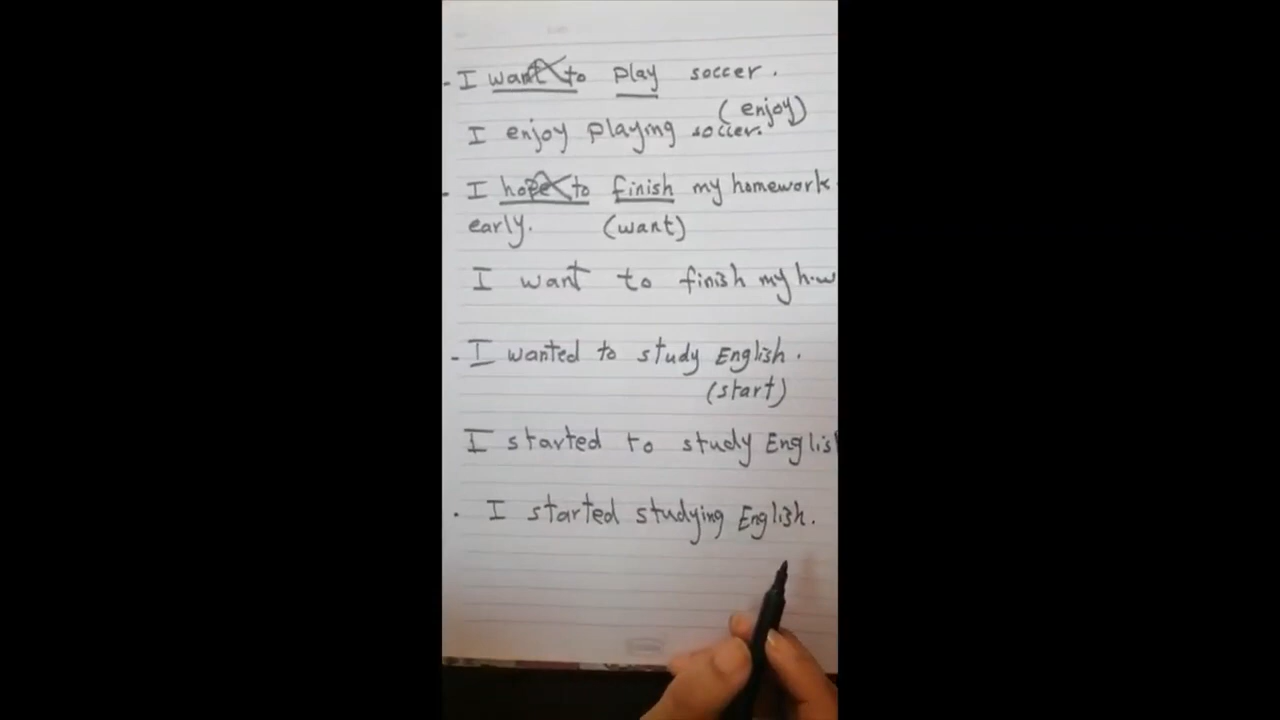 - I want to play soccer.
(enjoy)
I enjoy playing soccer.
- I hope to finish my homework
early. (want)
I want to finish my h.w
- I wanted to study English.
(start)
I started to study Englis
. I started studying English.